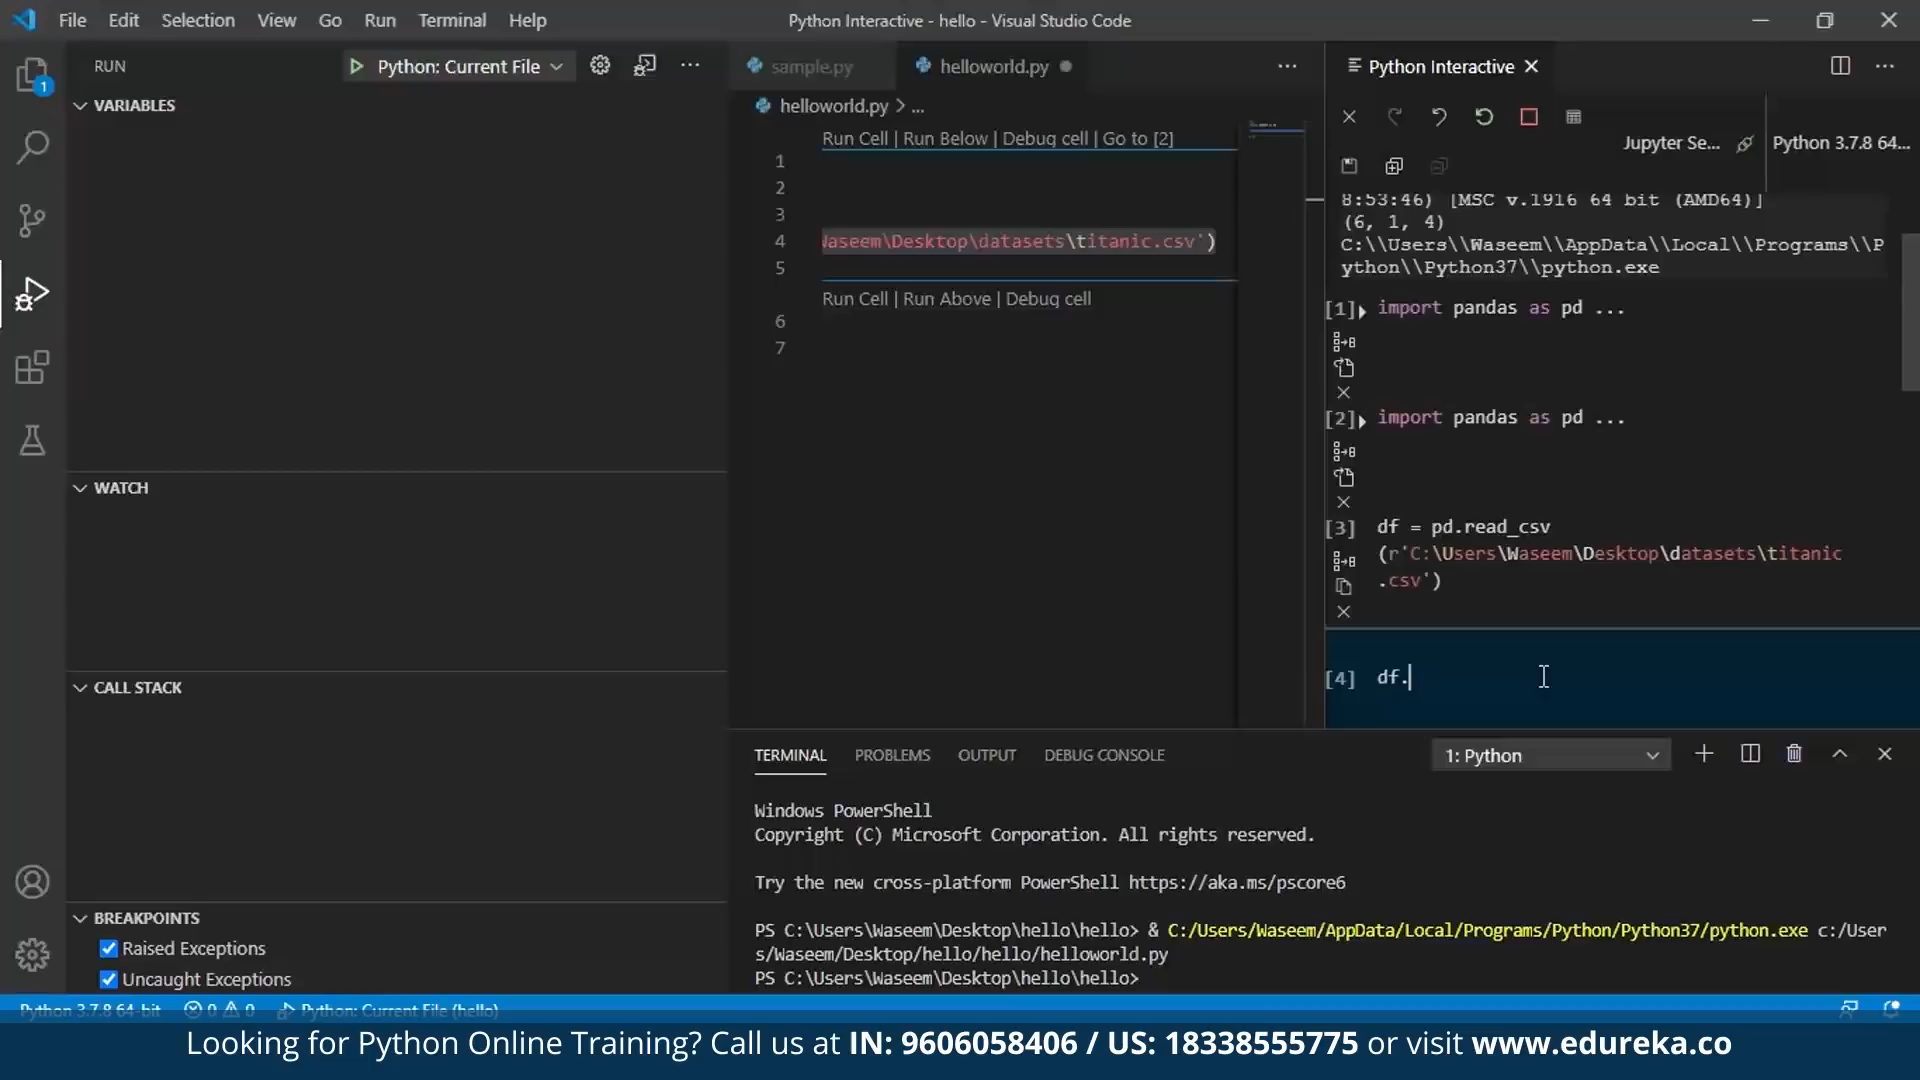 File Edit Selection View Go Run Terminal Help
Python Interactive - hello - Visual Studio Code
RUN
Python: Current File
1
VARIABLES
WATCH
CALL STACK
BREAKPOINTS
Raised Exceptions
Uncaught Exceptions
sample.py
helloworld.py
helloworld.py > ...
Run Cell | Run Below | Debug cell | Go to [2]
1
2
3
4 Waseem\Desktop\datasets\titanic.csv')
5
Run Cell | Run Above | Debug cell
6
7
Python Interactive
Jupyter Se... Python 3.7.8 64...
8:53:46) [MSC v.1916 64 bit (AMD64)]
(6, 1, 4)
C:\\Users\\Waseem\\AppData\\Local\\Programs\\P
ython\\Python37\\python.exe
[1] import pandas as pd ...
[2] import pandas as pd ...
[3] df = pd.read_csv
(r'C:\Users\Waseem\Desktop\datasets\titanic
.csv')
[4] df.
TERMINAL PROBLEMS OUTPUT DEBUG CONSOLE
1: Python
Windows PowerShell
Copyright (C) Microsoft Corporation. All rights reserved.
Try the new cross-platform PowerShell https://aka.ms/pscore6
PS C:\Users\Waseem\Desktop\hello\hello> & C:/Users/Waseem/AppData/Local/Programs/Python/Python37/python.exe c:/User
s/Waseem/Desktop/hello/hello/helloworld.py
PS C:\Users\Waseem\Desktop\hello\hello>
Python 3.7.8 64-bit 0 0 Python: Current File (hello)
Looking for Python Online Training? Call us at IN: 9606058406 / US: 18338555775 or visit www.edureka.co